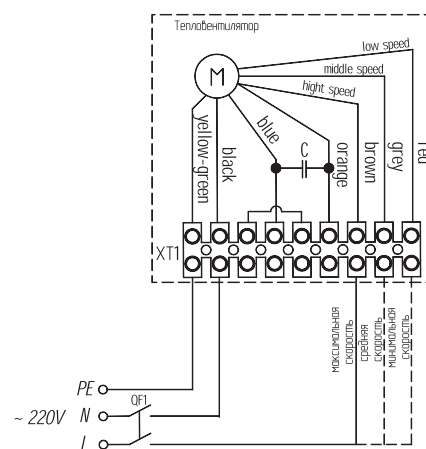 Тепловентилятор
low speed
middle speed
hight speed
M
yellow-green
black
blue
C
orange
brown
grey
red
XT1
максимальная
скорость
средняя
скорость
минимальная
скорость
PE
QF1
~ 220V N
L